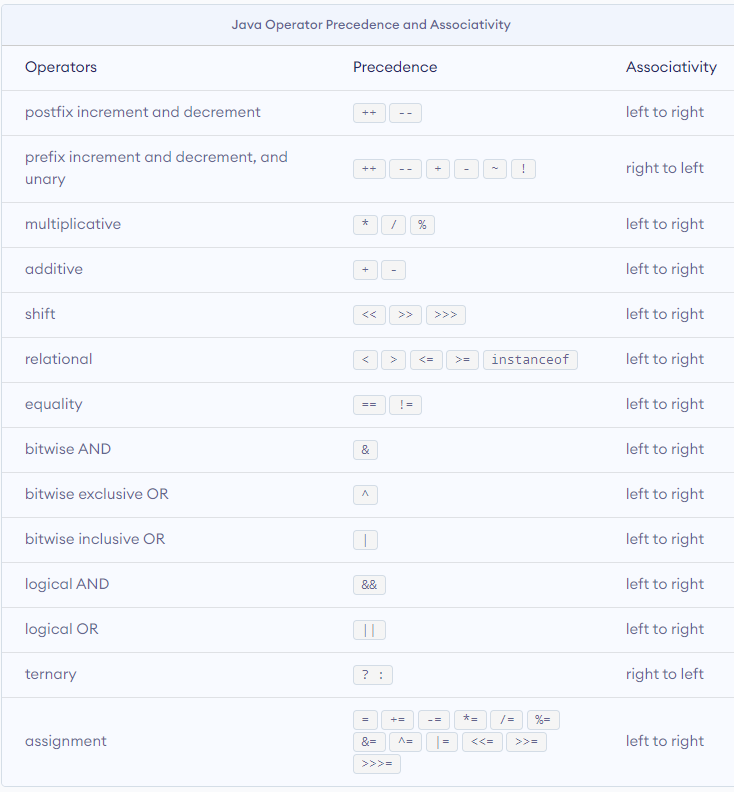 Java Operator Precedence and Associativity
Operators Precedence Associativity
postfix increment and decrement ++ -- left to right
prefix increment and decrement, and
unary ++ -- + - ~ ! right to left
multiplicative * / % left to right
additive + - left to right
shift << >> >>> left to right
relational < > <= >= instanceof left to right
equality == != left to right
bitwise AND & left to right
bitwise exclusive OR ^ left to right
bitwise inclusive OR | left to right
logical AND && left to right
logical OR || left to right
ternary ? : right to left
assignment = += -= *= /= %=
&= ^= |= <<= >>= left to right
>>>=